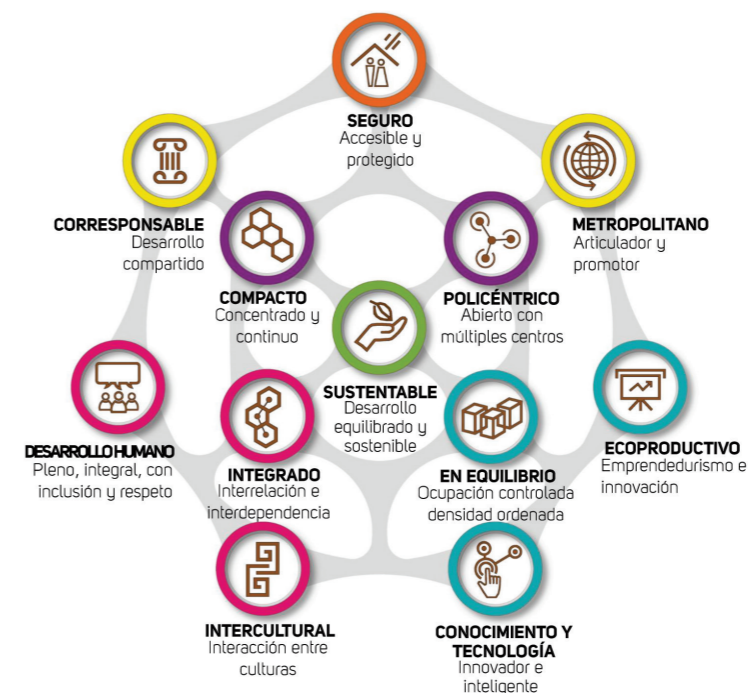 SEGURO
Accesible y
protegido
CORRESPONSABLE
Desarrollo
compartido
METROPOLITANO
Articulador y
promotor
COMPACTO
Concentrado y
continuo
POLICÉNTRICO
Abierto con
múltiples centros
SUSTENTABLE
Desarrollo
equilibrado y
sostenible
DESARROLLO HUMANO
Pleno, integral, con
inclusión y respeto
INTEGRADO
Interrelación e
interdependencia
EN EQUILIBRIO
Ocupación controlada
densidad ordenada
ECOPRODUCTIVO
Emprendedurismo e
innovación
INTERCULTURAL
Interacción entre
culturas
CONOCIMIENTO Y
TECNOLOGÍA
Innovador e
inteligente